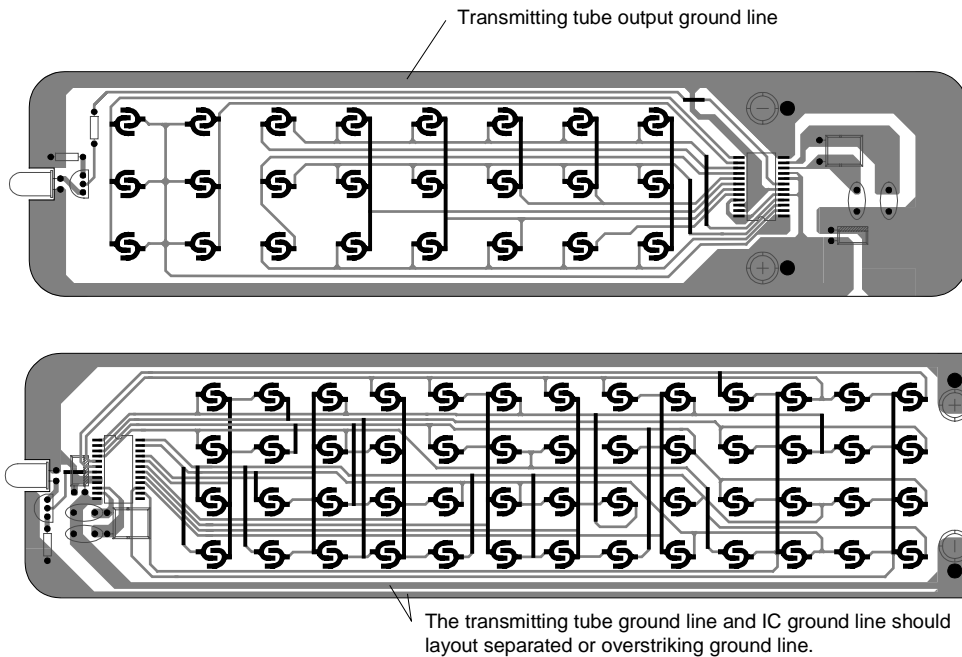 Transmitting tube output ground line
The transmitting tube ground line and IC ground line should
layout separated or overstriking ground line.